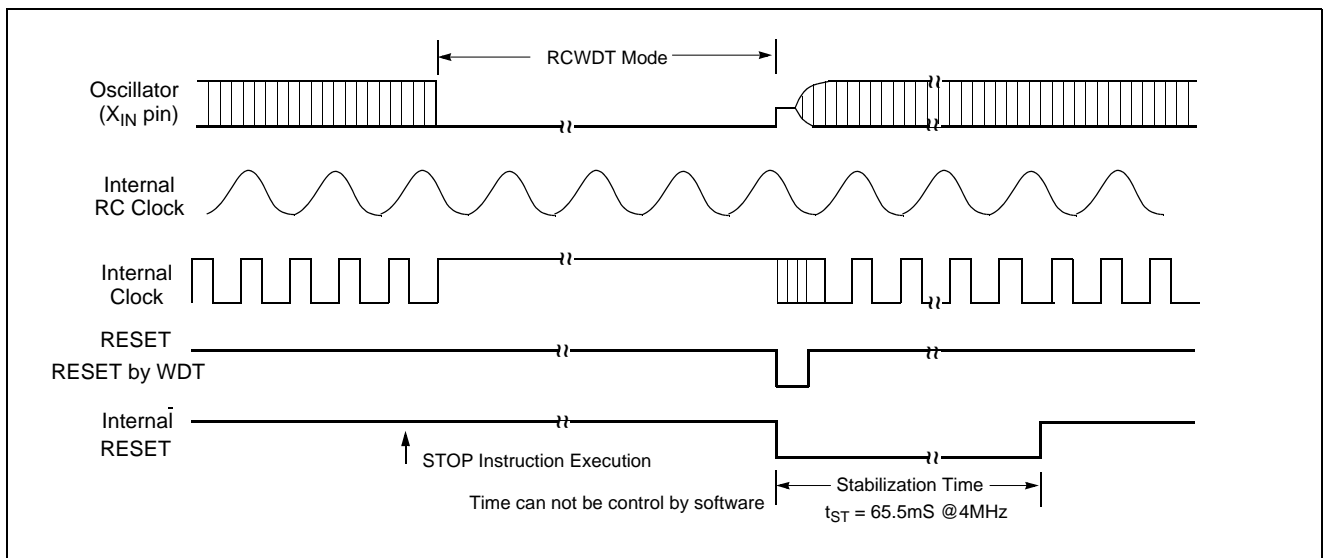 RCWDT Mode
Oscillator
(XIN pin)
Internal
RC Clock
Internal
Clock
RESET
RESET by WDT
Internal
RESET
STOP Instruction Execution
Time can not be control by software
Stabilization Time
tST = 65.5mS @4MHz